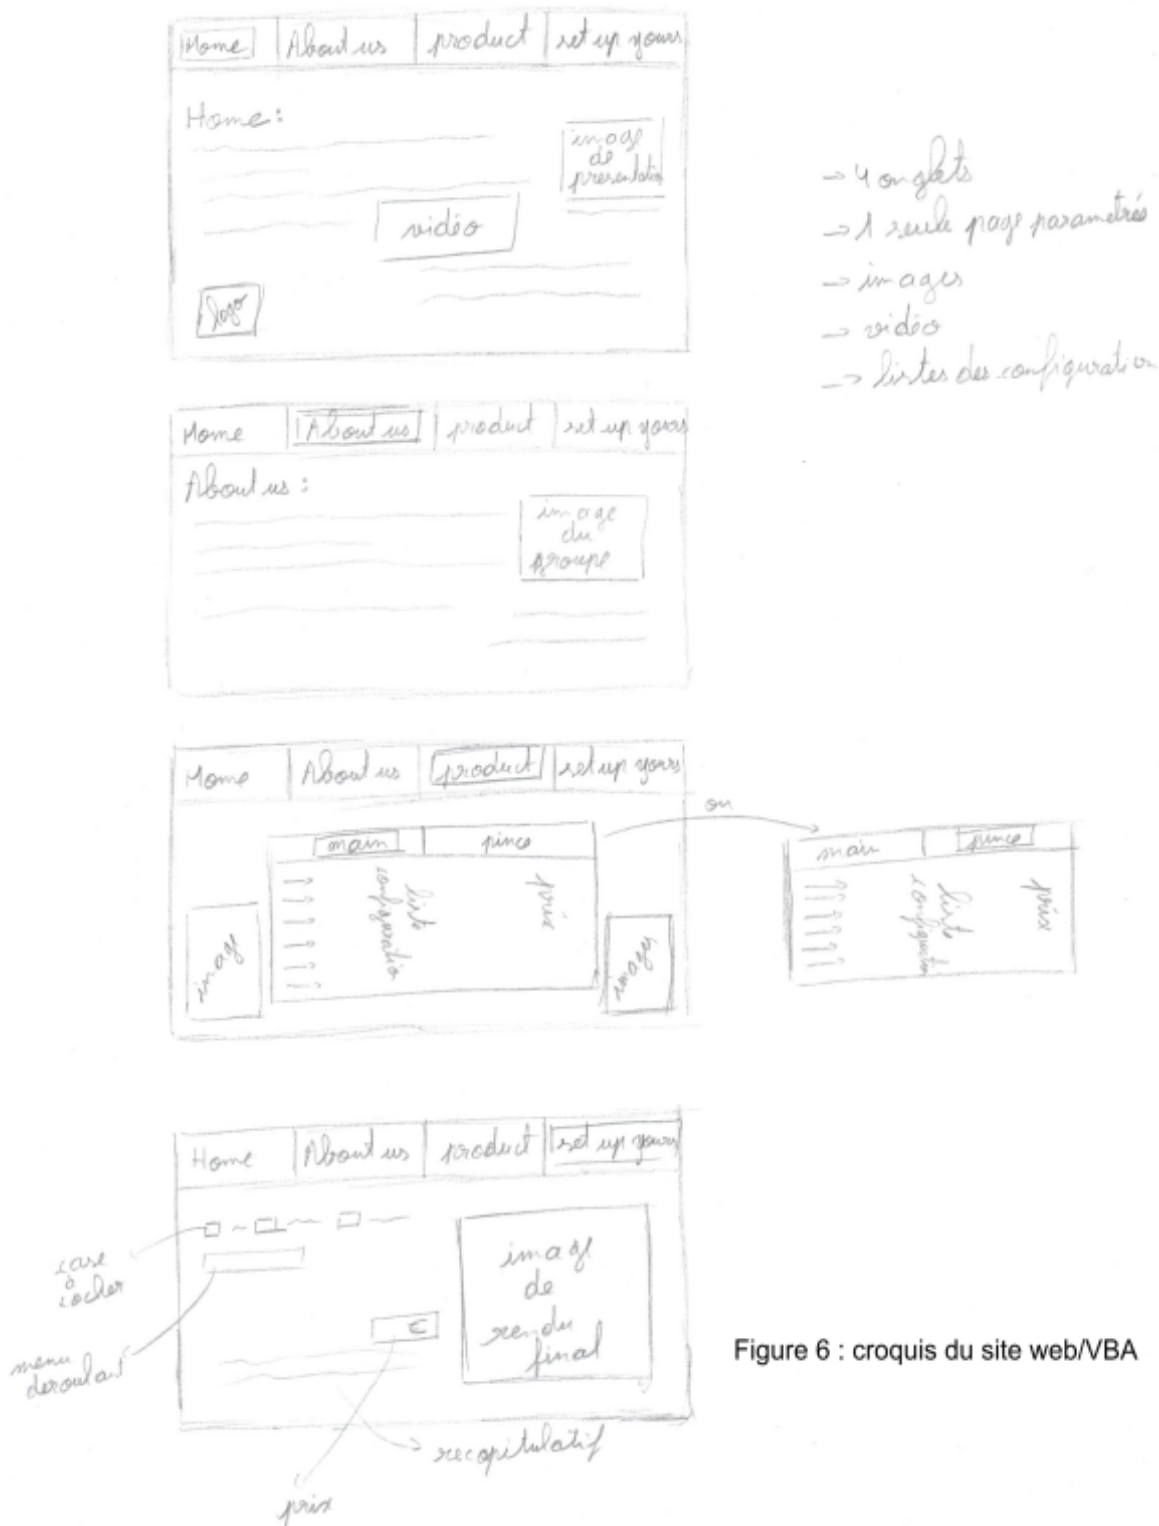 Home About us product set up yours
Home :
image
de
presentation
vidéo
logo
→ 4 onglets
→ 1 seule page parametrés
→ images
→ vidéo
→ listes des configuration
Home About us product set up yours
About us :
image
du
groupe
Home About us product set up yours
main pince
liste
configuration
prix
image
images
ou
main pince
liste
configuration
prix
Home About us product set up yours
case
à
cocher
menu
deroulant
€
image
de
rendu
final
recapitulatif
prix
Figure 6 : croquis du site web/VBA